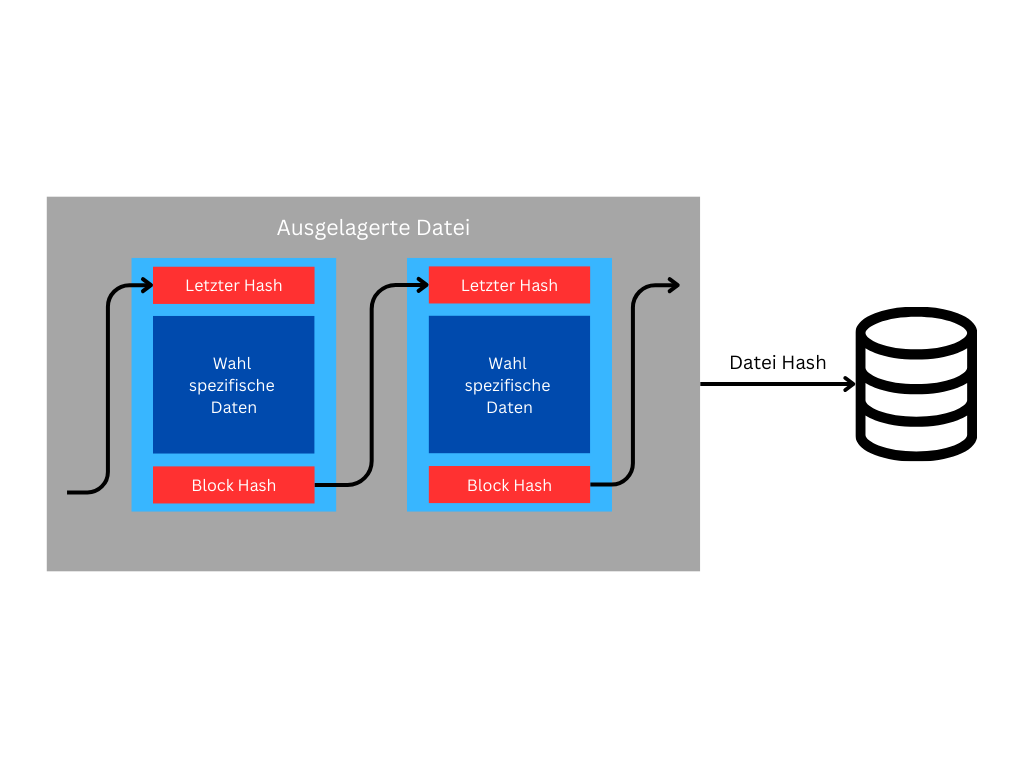 Ausgelagerte Datei
Letzter Hash
Wahl
spezifische
Daten
Block Hash
Letzter Hash
Wahl
spezifische
Daten
Block Hash
Datei Hash